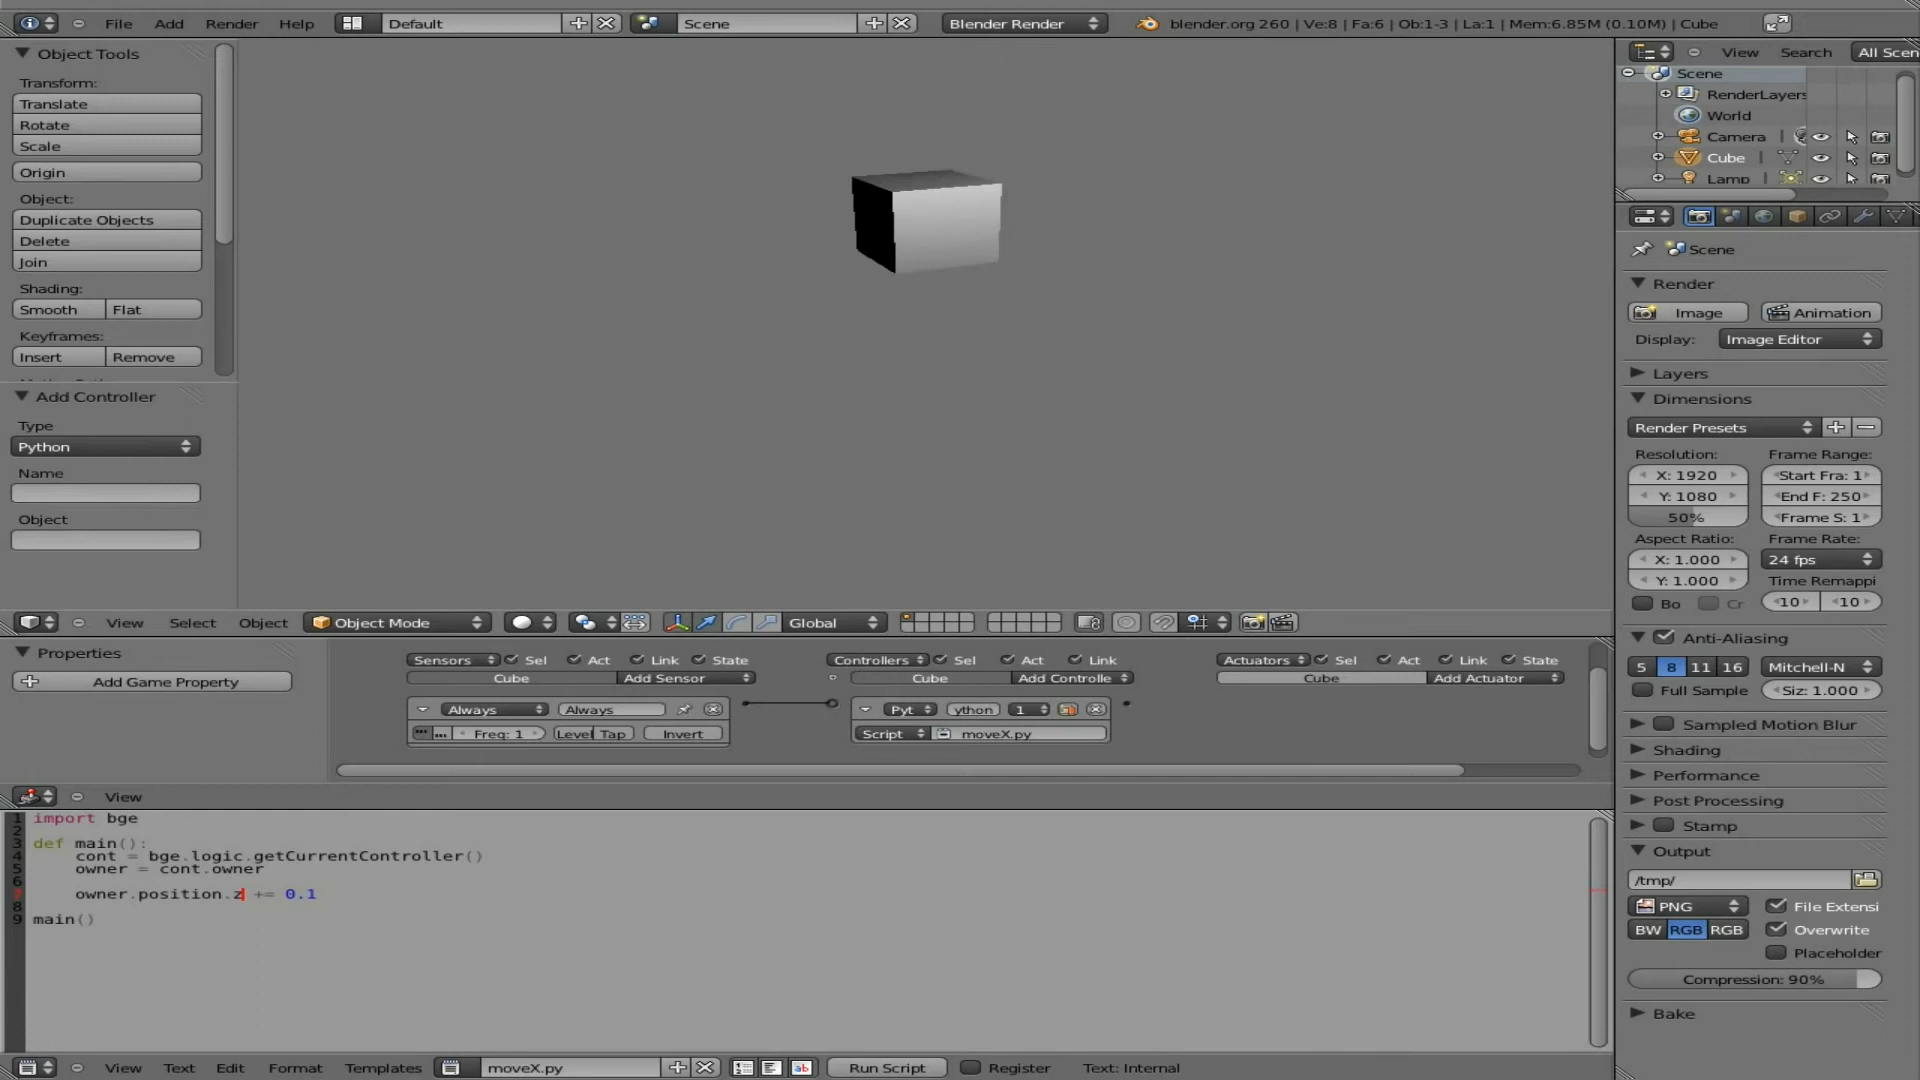 File Add Render Help Default Scene Blender Render blender.org 260 | Ve:8 | Fa:6 | Ob:1-3 | La:1 | Mem:6.85M (0.10M) | Cube
Object Tools
Transform:
Translate
Rotate
Scale
Origin
Object:
Duplicate Objects
Delete
Join
Shading:
Smooth Flat
Keyframes:
Insert Remove
Add Controller
Type
Python
Name
Object
View Search All Scen
Scene
RenderLayers
World
Camera
Cube
Lamp
Scene
Render
Image Animation
Display: Image Editor
Layers
Dimensions
Render Presets
Resolution: Frame Range:
X: 1920 Start Fra: 1
Y: 1080 End F: 250
50% Frame S: 1
Aspect Ratio: Frame Rate:
X: 1.000 24 fps
Y: 1.000 Time Remappi
Bo Cr 10 10
Anti-Aliasing
5 8 11 16 Mitchell-N
Full Sample Siz: 1.000
Sampled Motion Blur
Shading
Performance
Post Processing
Stamp
Output
/tmp/
PNG File Extensi
BW RGB RGB Overwrite
Placeholder
Compression: 90%
Bake
View Select Object Object Mode Global
Properties
Add Game Property
Sensors Sel Act Link State Controllers Sel Act Link Actuators Sel Act Link State
Cube Add Sensor Cube Add Controlle Cube Add Actuator
Always Always Pyt ython 1
Freq: 1 Level Tap Invert Script moveX.py
View
1 import bge
2
3 def main():
4 cont = bge.logic.getCurrentController()
5 owner = cont.owner
6
7 owner.position.z += 0.1
8
9 main()
View Text Edit Format Templates moveX.py Run Script Register Text: Internal